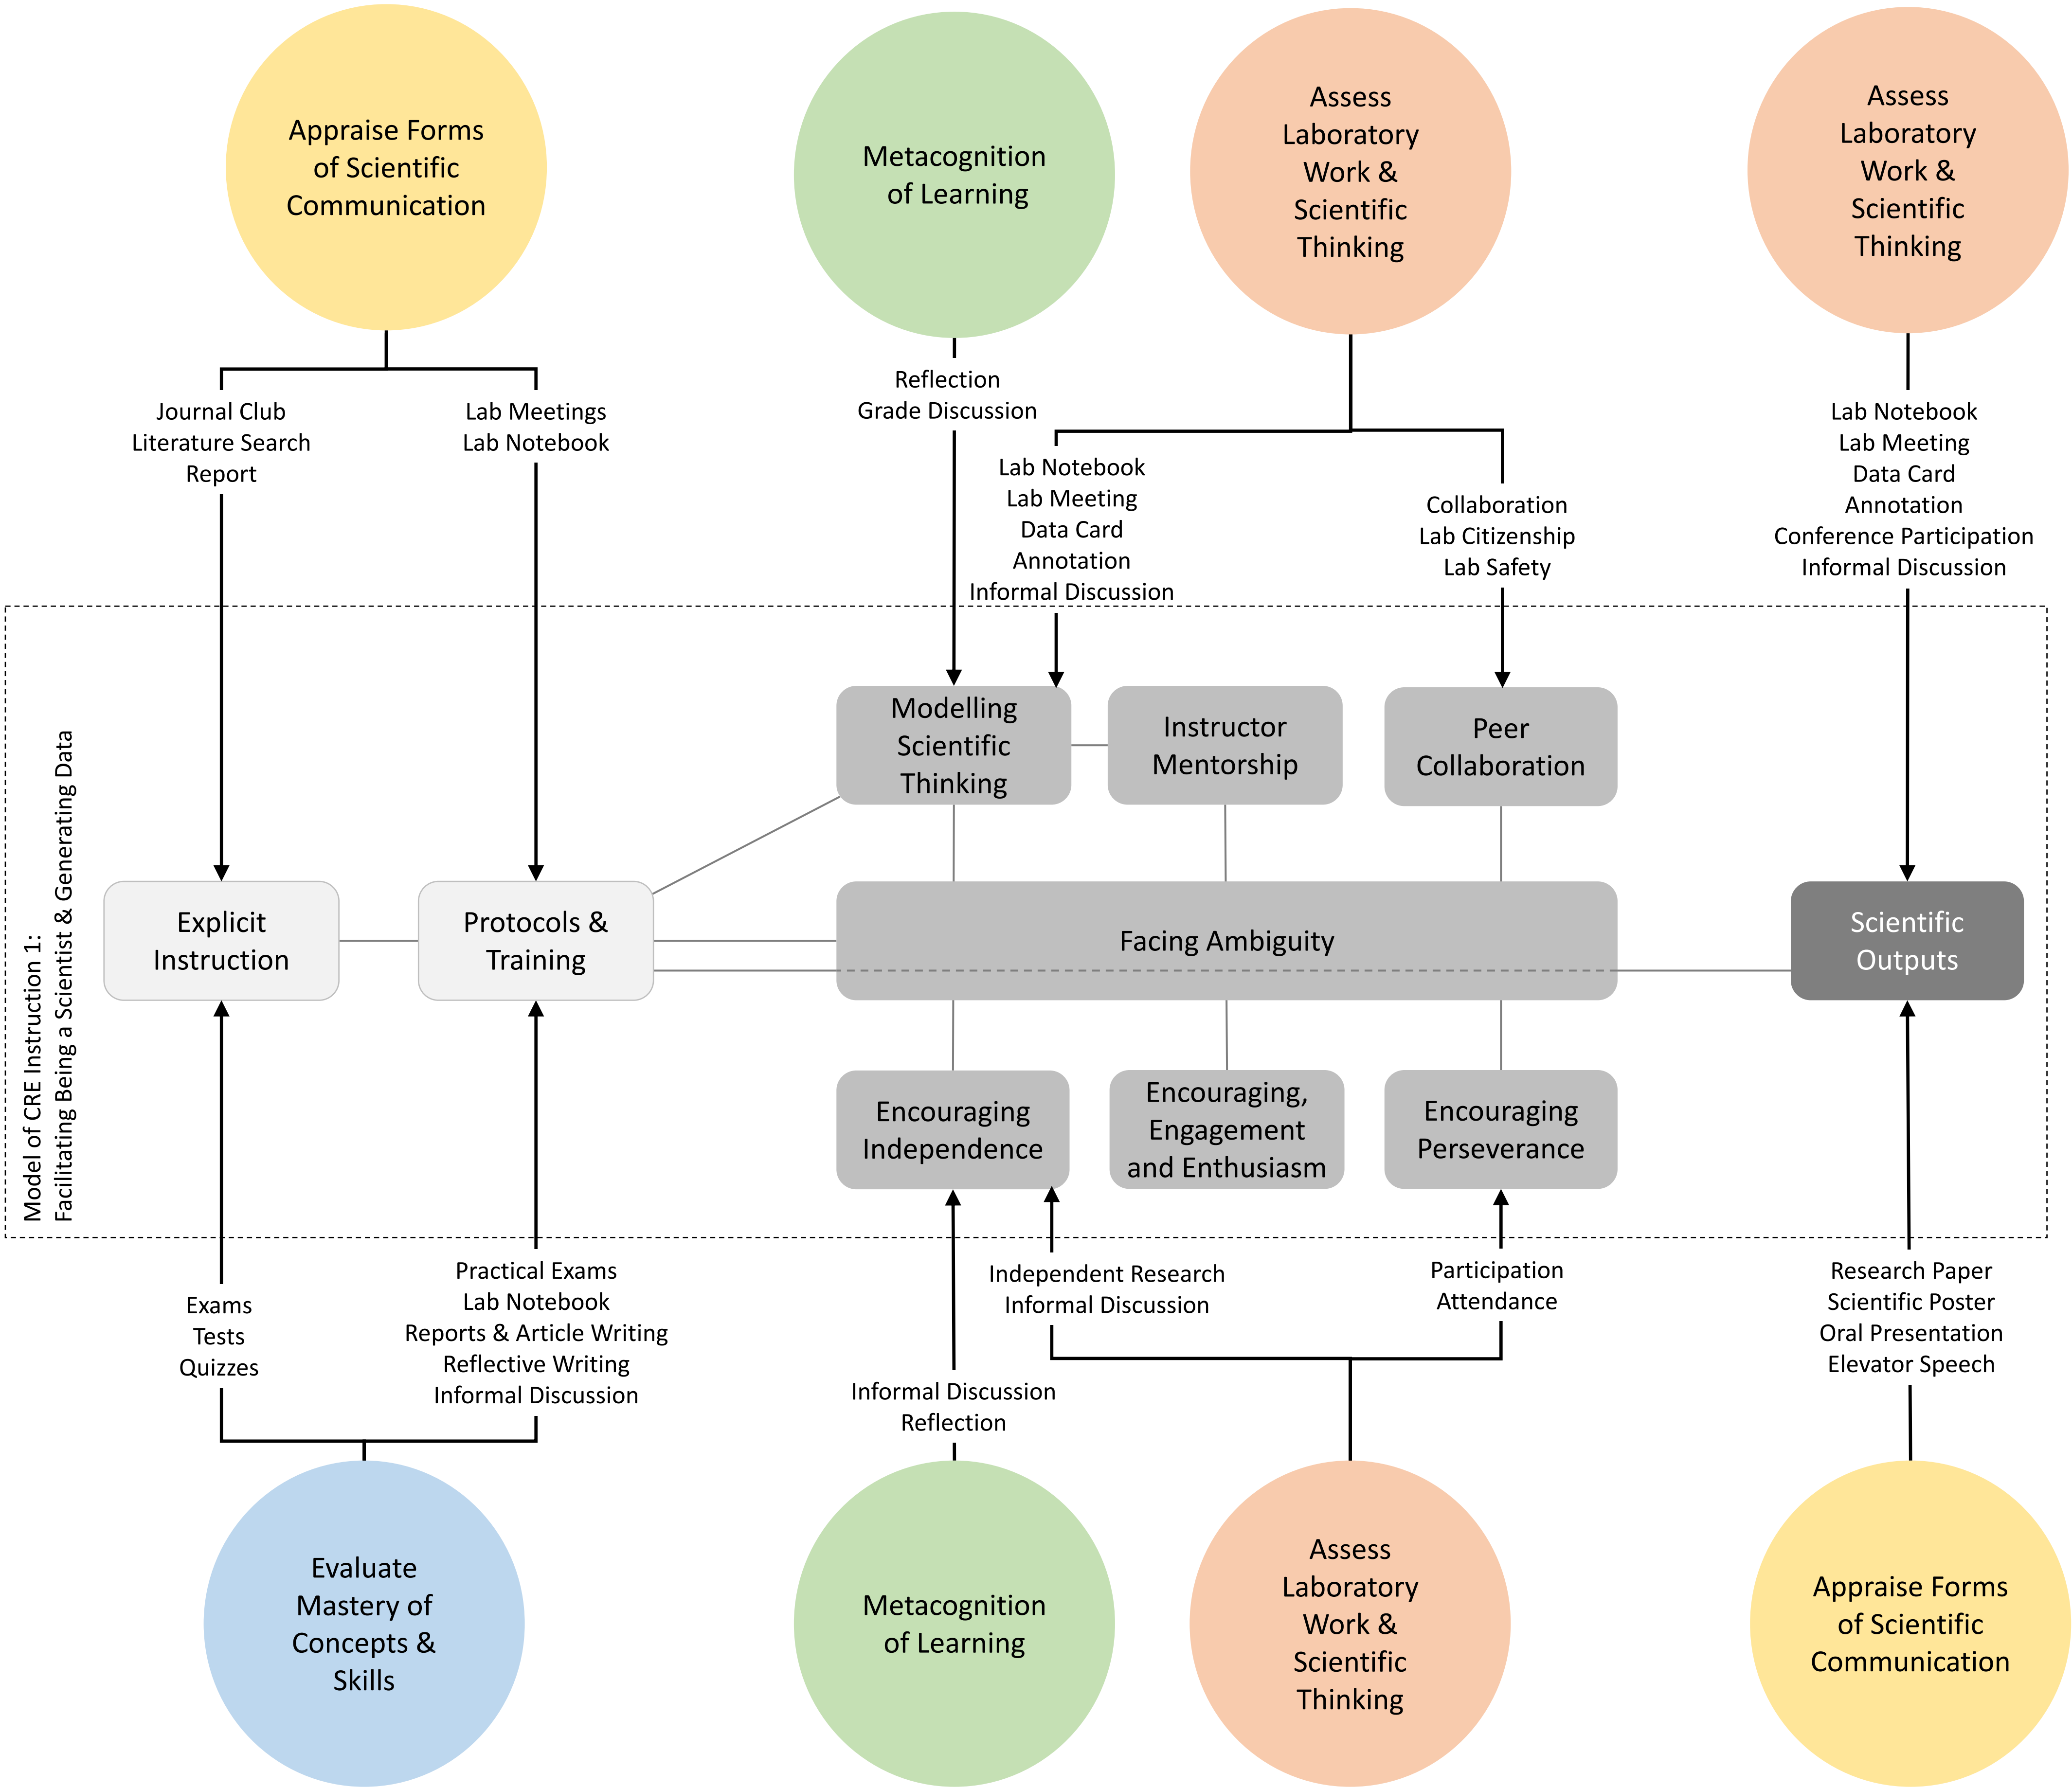 Appraise Forms
of Scientific
Communication
Metacognition
of Learning
Assess
Laboratory
Work &
Scientific
Thinking
Assess
Laboratory
Work &
Scientific
Thinking
Journal Club
Literature Search
Report
Lab Meetings
Lab Notebook
Reflection
Grade Discussion
Lab Notebook
Lab Meeting
Data Card
Annotation
Informal Discussion
Collaboration
Lab Citizenship
Lab Safety
Lab Notebook
Lab Meeting
Data Card
Annotation
Conference Participation
Informal Discussion
Model of CRE Instruction 1:
Facilitating Being a Scientist & Generating Data
Modelling
Scientific
Thinking
Instructor
Mentorship
Peer
Collaboration
Explicit
Instruction
Protocols &
Training
Facing Ambiguity
Scientific
Outputs
Encouraging
Independence
Encouraging,
Engagement
and Enthusiasm
Encouraging
Perseverance
Exams
Tests
Quizzes
Practical Exams
Lab Notebook
Reports & Article Writing
Reflective Writing
Informal Discussion
Informal Discussion
Reflection
Independent Research
Informal Discussion
Participation
Attendance
Research Paper
Scientific Poster
Oral Presentation
Elevator Speech
Evaluate
Mastery of
Concepts &
Skills
Metacognition
of Learning
Assess
Laboratory
Work &
Scientific
Thinking
Appraise Forms
of Scientific
Communication